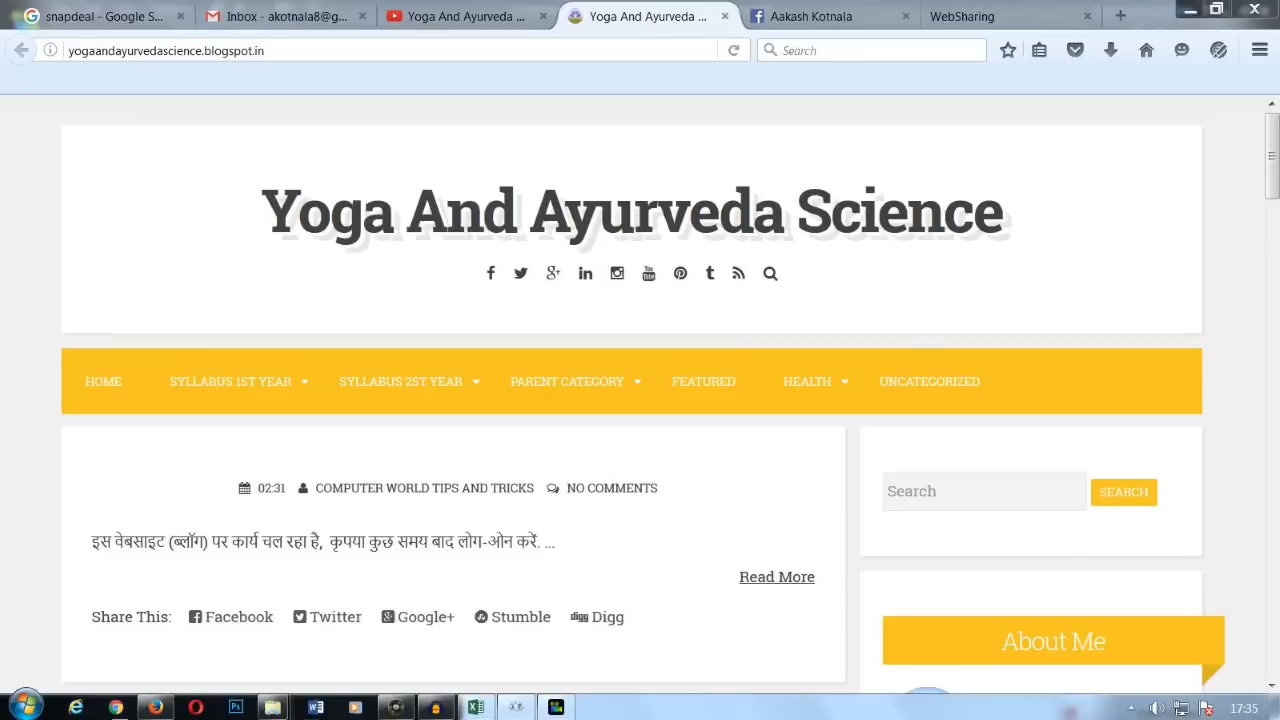 snapdeal - Google S...
Inbox - akotnala8@g...
Yoga And Ayurveda ...
Yoga And Ayurveda ...
Aakash Kotnala
WebSharing
yogaandayurvedascience.blogspot.in
Search
Yoga And Ayurveda Science
HOME SYLLABUS 1ST YEAR SYLLABUS 2ST YEAR PARENT CATEGORY FEATURED HEALTH UNCATEGORIZED
02:31 COMPUTER WORLD TIPS AND TRICKS NO COMMENTS
इस वेबसाइट (ब्लॉग) पर कार्य चल रहा है, कृपया कुछ समय बाद लोग-ओन करें. ...
Read More
Share This: Facebook Twitter Google+ Stumble Digg
Search SEARCH
About Me
17:35